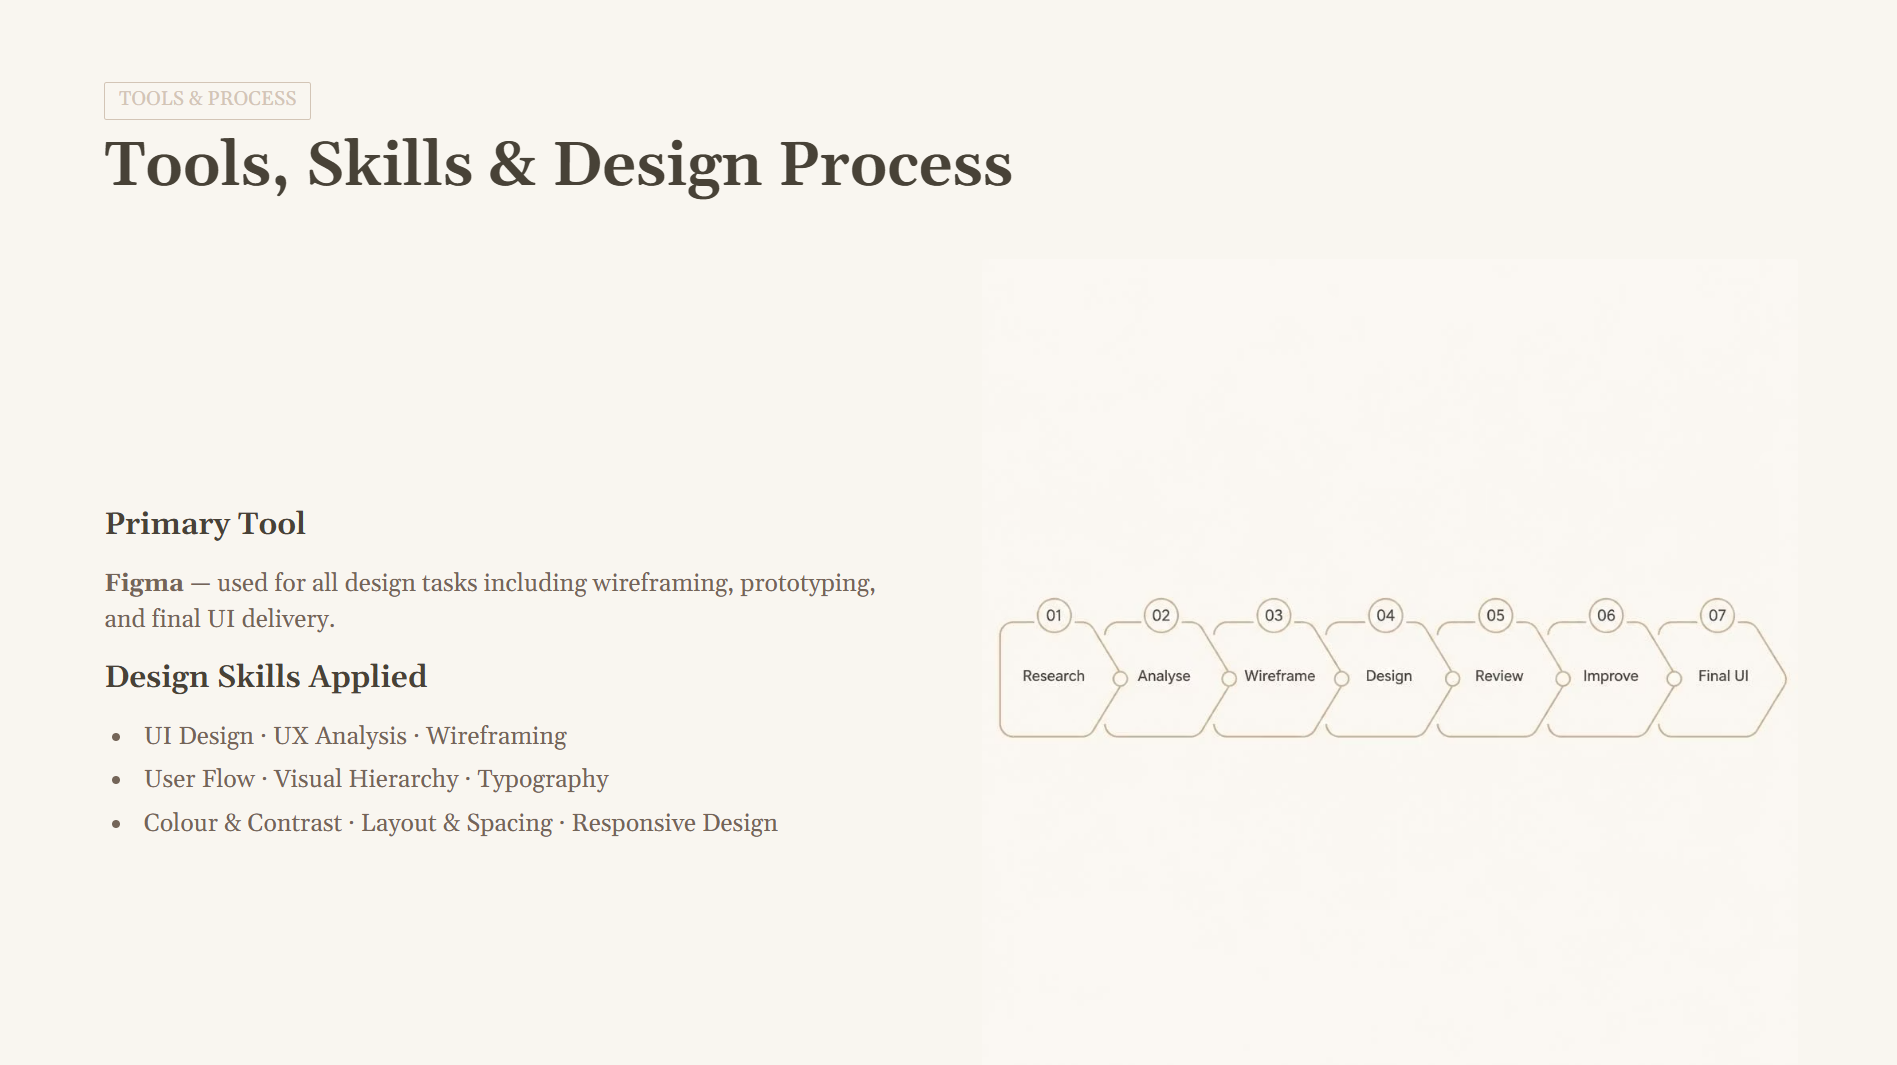 TOOLS & PROCESS
Tools, Skills & Design Process
Primary Tool
Figma — used for all design tasks including wireframing, prototyping,
and final UI delivery.
Design Skills Applied
• UI Design · UX Analysis · Wireframing
• User Flow · Visual Hierarchy · Typography
• Colour & Contrast · Layout & Spacing · Responsive Design
01 02 03 04 05 06 07
Research Analyse Wireframe Design Review Improve Final UI